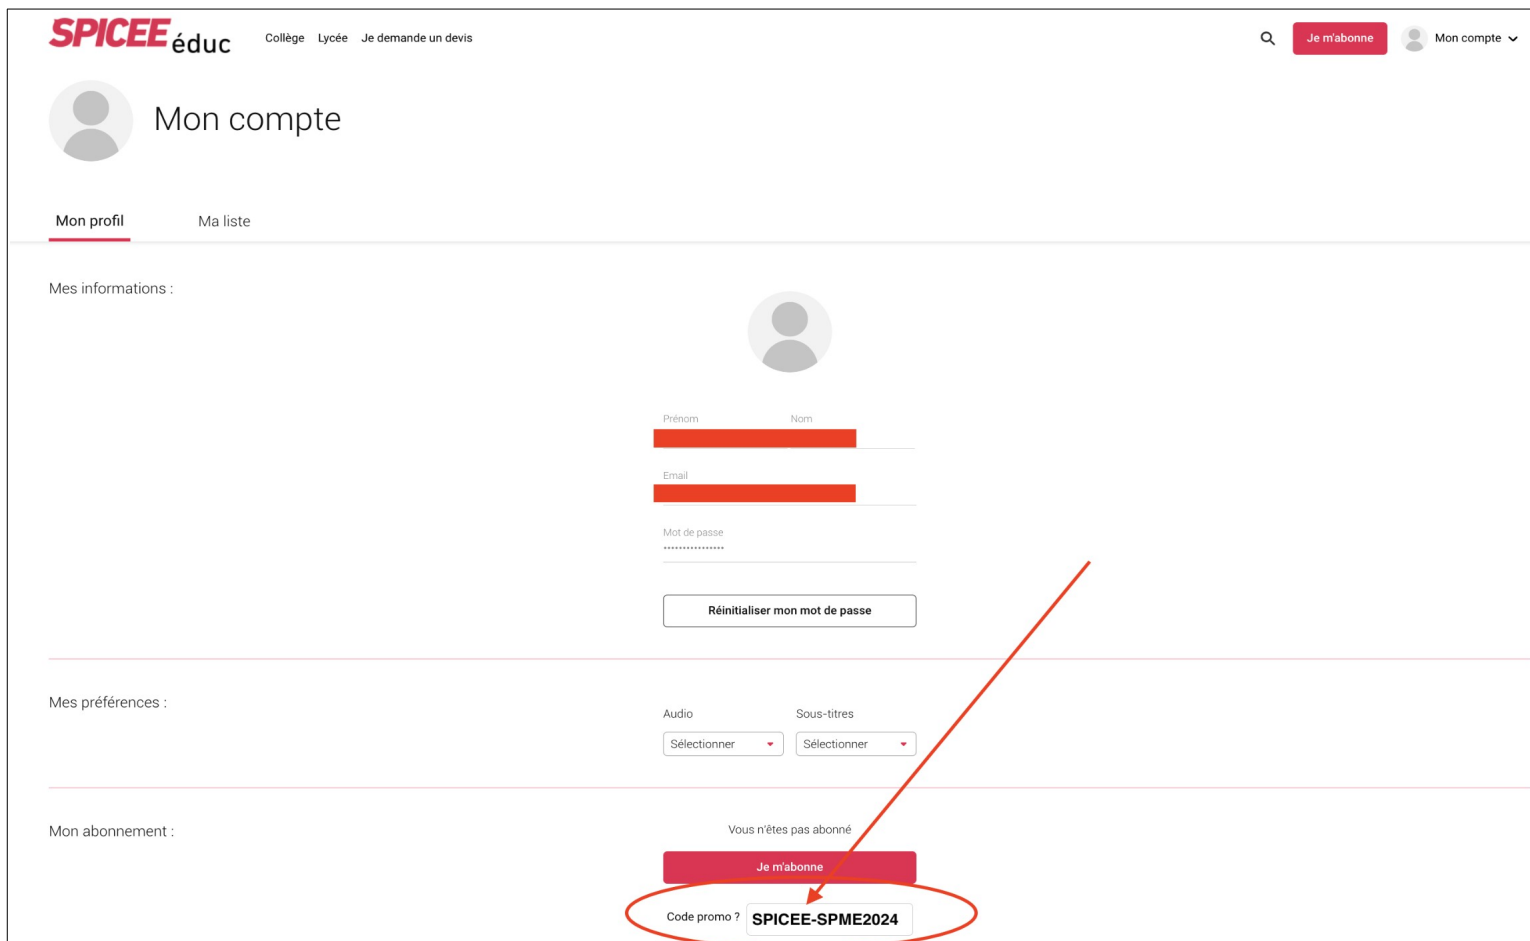 SPICEE éduc Collège Lycée Je demande un devis Je m'abonne Mon compte
Mon compte
Mon profil Ma liste
Mes informations :
Prénom Nom
Email
Mot de passe
••••••••••••••••
Réinitialiser mon mot de passe
Mes préférences :
Audio Sous-titres
Sélectionner Sélectionner
Mon abonnement :
Vous n'êtes pas abonné
Je m'abonne
Code promo ? SPICEE-SPME2024